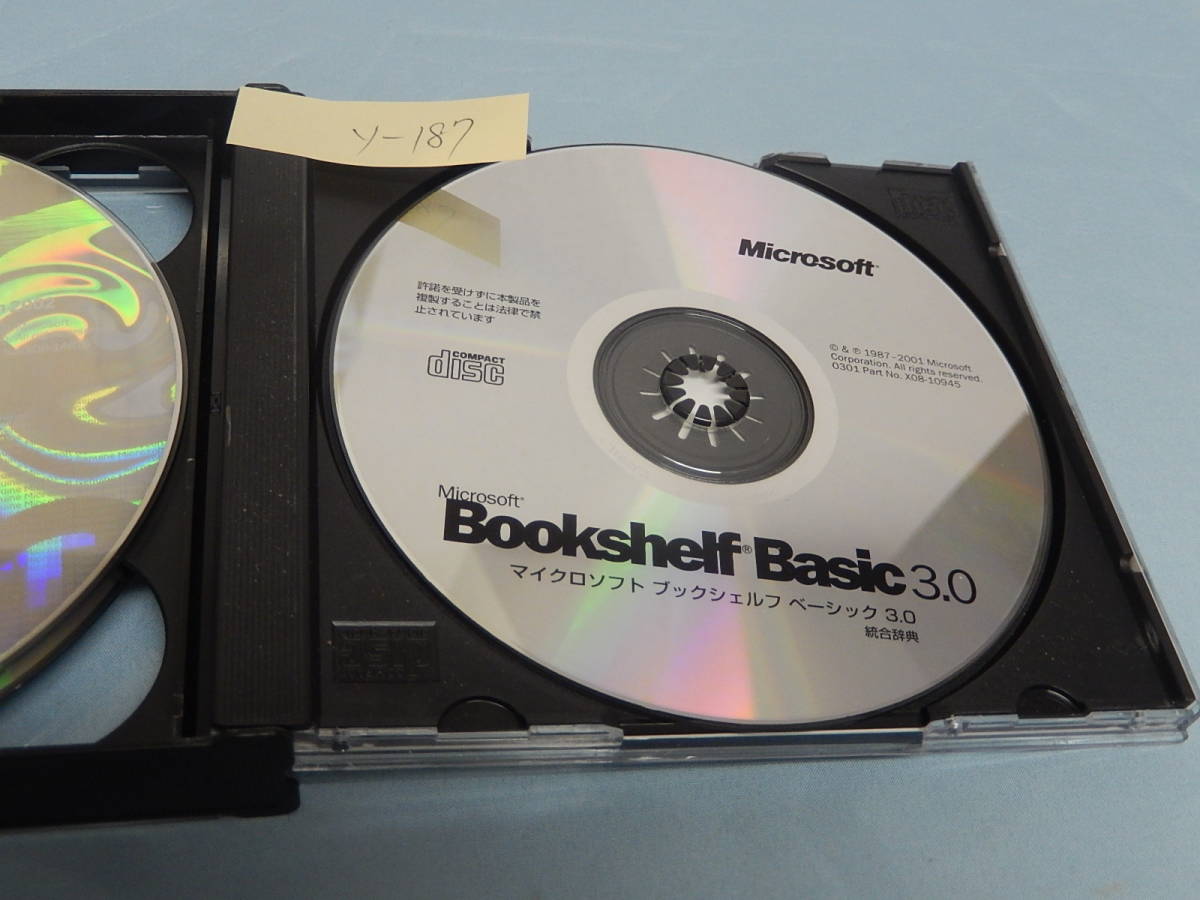 y-187
Microsoft
許諾を受けずに本製品を
複製することは法律で禁
止されています
COMPACT
disc
© & ℗ 1987-2001 Microsoft
Corporation. All rights reserved.
0301 Part No. X08-10945
Microsoft®
Bookshelf® Basic 3.0
マイクロソフト ブックシェルフ ベーシック 3.0
統合辞典
2002